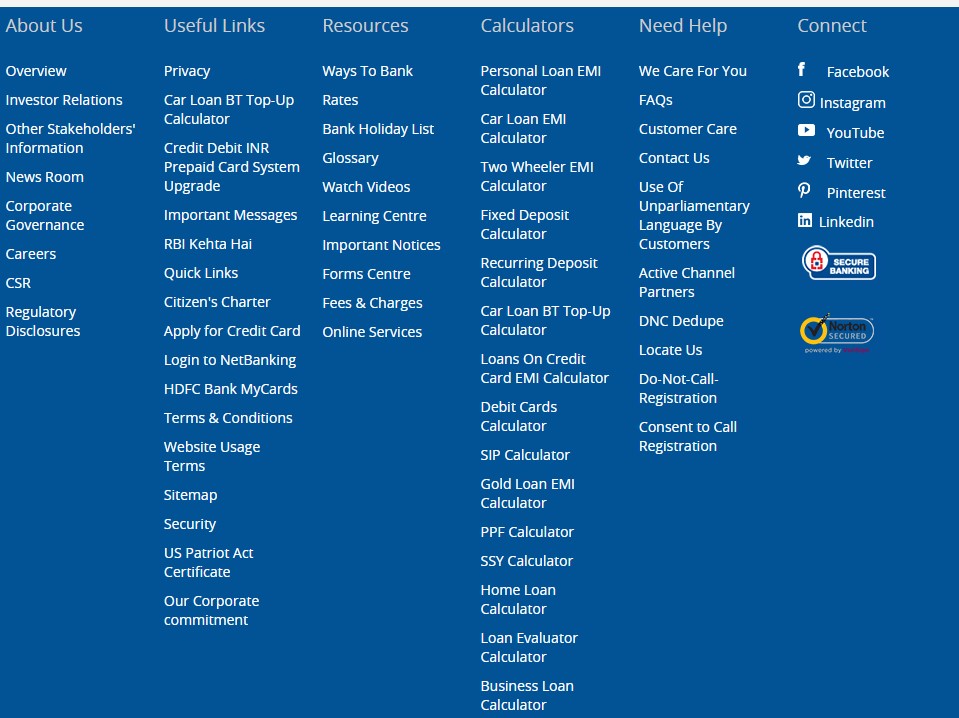 About Us
Overview
Investor Relations
Other Stakeholders'
Information
News Room
Corporate
Governance
Careers
CSR
Regulatory
Disclosures
Useful Links
Privacy
Car Loan BT Top-Up
Calculator
Credit Debit INR
Prepaid Card System
Upgrade
Important Messages
RBI Kehta Hai
Quick Links
Citizen's Charter
Apply for Credit Card
Login to NetBanking
HDFC Bank MyCards
Terms & Conditions
Website Usage
Terms
Sitemap
Security
US Patriot Act
Certificate
Our Corporate
commitment
Resources
Ways To Bank
Rates
Bank Holiday List
Glossary
Watch Videos
Learning Centre
Important Notices
Forms Centre
Fees & Charges
Online Services
Calculators
Personal Loan EMI
Calculator
Car Loan EMI
Calculator
Two Wheeler EMI
Calculator
Fixed Deposit
Calculator
Recurring Deposit
Calculator
Car Loan BT Top-Up
Calculator
Loans On Credit
Card EMI Calculator
Debit Cards
Calculator
SIP Calculator
Gold Loan EMI
Calculator
PPF Calculator
SSY Calculator
Home Loan
Calculator
Loan Evaluator
Calculator
Business Loan
Calculator
Need Help
We Care For You
FAQs
Customer Care
Contact Us
Use Of
Unparliamentary
Language By
Customers
Active Channel
Partners
DNC Dedupe
Locate Us
Do-Not-Call-
Registration
Consent to Call
Registration
Connect
Facebook
Instagram
YouTube
Twitter
Pinterest
Linkedin
SECURE
BANKING
Norton
SECURED
powered by